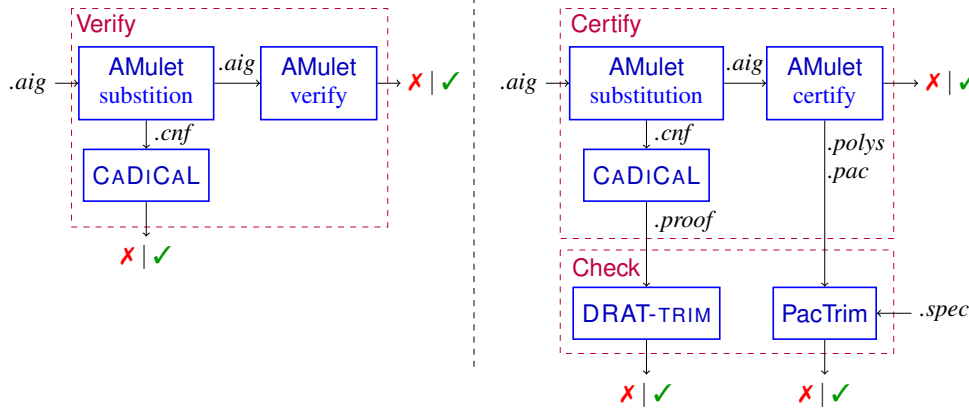 Verify
.aig
AMulet
substition
.aig
AMulet
verify
✗ | ✓
.cnf
CADICAL
✗ | ✓
Certify
.aig
AMulet
substitution
.aig
AMulet
certify
✗ | ✓
.cnf
CADICAL
.proof
.polys
.pac
Check
DRAT-TRIM
PacTrim
.spec
✗ | ✓
✗ | ✓